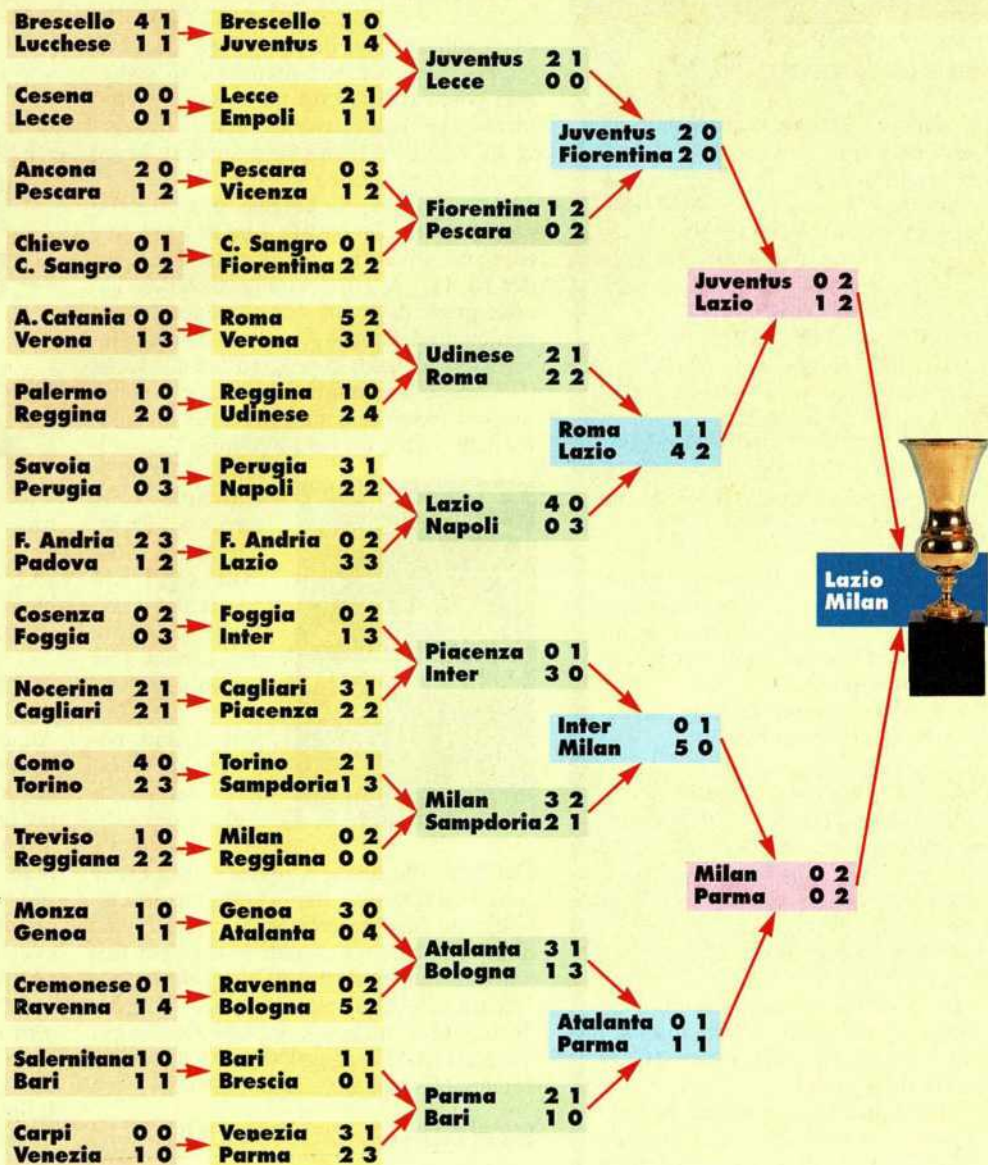 Brescello 4 1
Lucchese 1 1
Cesena 0 0
Lecce 0 1
Ancona 2 0
Pescara 1 2
Chievo 0 1
C. Sangro 0 2
A. Catania 0 0
Verona 1 3
Palermo 1 0
Reggina 2 0
Savoia 0 1
Perugia 0 3
F. Andria 2 3
Padova 1 2
Cosenza 0 2
Foggia 0 3
Nocerina 2 1
Cagliari 2 1
Como 4 0
Torino 2 3
Treviso 1 0
Reggiana 2 2
Monza 1 0
Genoa 1 1
Cremonese 0 1
Ravenna 1 4
Salernitana 1 0
Bari 1 1
Carpi 0 0
Venezia 1 0
Brescello 1 0
Juventus 1 4
Lecce 2 1
Empoli 1 1
Pescara 0 3
Vicenza 1 2
C. Sangro 0 1
Fiorentina 2 2
Roma 5 2
Verona 3 1
Reggina 1 0
Udinese 2 4
Perugia 3 1
Napoli 2 2
F. Andria 0 2
Lazio 3 3
Foggia 0 2
Inter 1 3
Cagliari 3 1
Piacenza 2 2
Torino 2 1
Sampdoria 1 3
Milan 0 2
Reggiana 0 0
Genoa 3 0
Atalanta 0 4
Ravenna 0 2
Bologna 5 2
Bari 1 1
Brescia 0 1
Venezia 3 1
Parma 2 3
Juventus 2 1
Lecce 0 0
Fiorentina 1 2
Pescara 0 2
Udinese 2 1
Roma 2 2
Lazio 4 0
Napoli 0 3
Piacenza 0 1
Inter 3 0
Milan 3 2
Sampdoria 2 1
Atalanta 3 1
Bologna 1 3
Parma 2 1
Bari 1 0
Juventus 2 0
Fiorentina 2 0
Roma 1 1
Lazio 4 2
Inter 0 1
Milan 5 0
Atalanta 0 1
Parma 1 1
Juventus 0 2
Lazio 1 2
Milan 0 2
Parma 0 2
Lazio
Milan